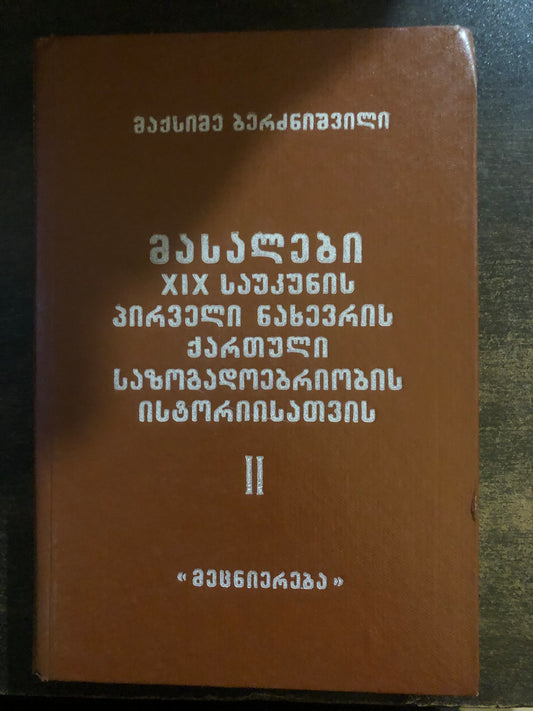 მაქსიმე ბერძნიშვილი
მასალები
XIX საუკუნის
პირველი ნახევრის
ქართული
საზოგადოებრიობის
ისტორიისათვის
II
«მეცნიერება»